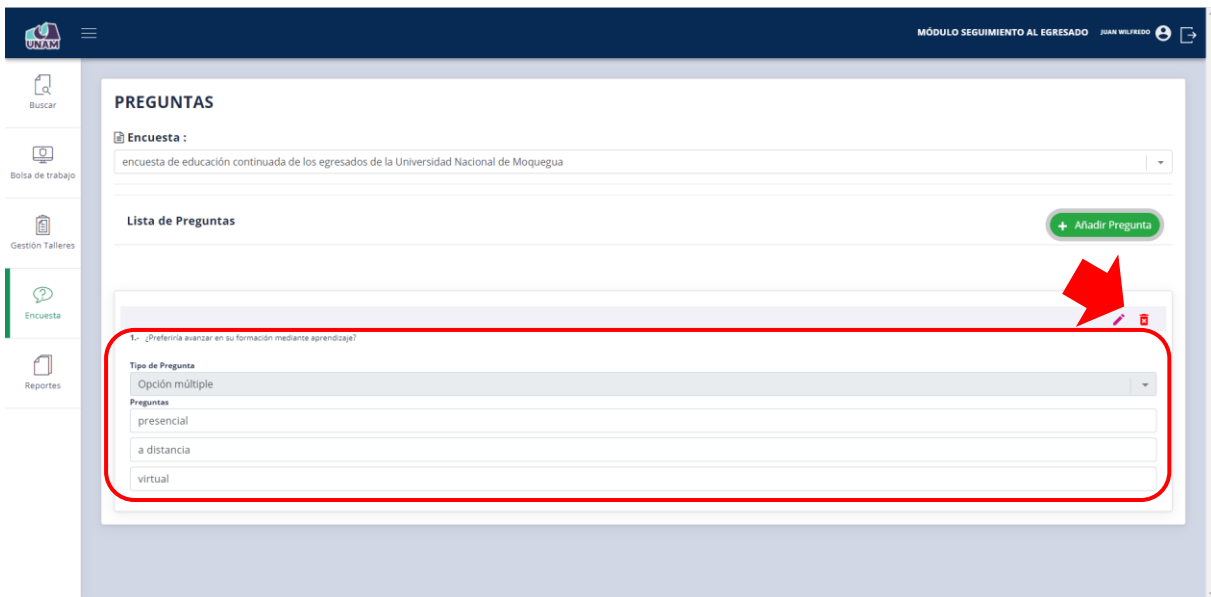 UNAM
MÓDULO SEGUIMIENTO AL EGRESADO JUAN WILFREDO
Buscar
Bolsa de trabajo
Gestión Talleres
Encuesta
Reportes
PREGUNTAS
Encuesta :
encuesta de educación continuada de los egresados de la Universidad Nacional de Moquegua
Lista de Preguntas
+ Añadir Pregunta
1.- ¿Preferiría avanzar en su formación mediante aprendizaje?
Tipo de Pregunta
Opción múltiple
Preguntas
presencial
a distancia
virtual